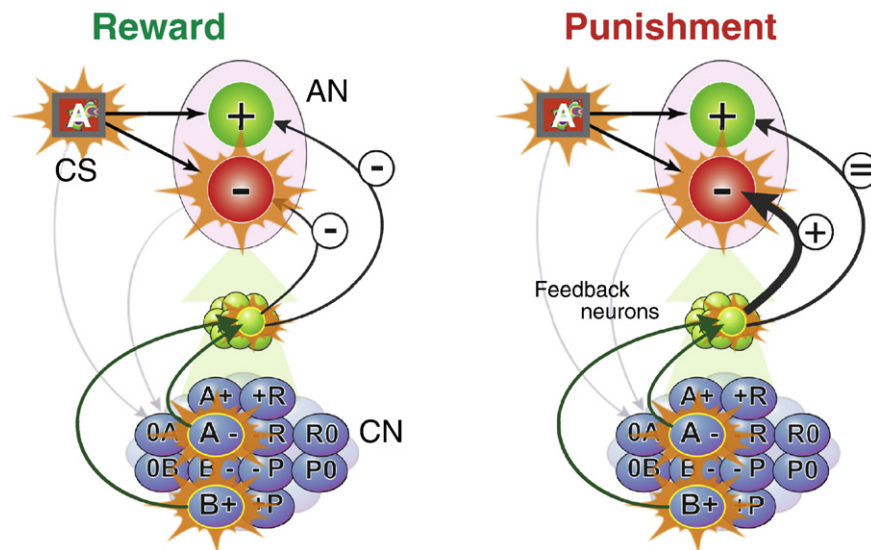 Reward
Punishment
A
AN
+
CS
-
-
-
A+
+R
CN
0A
A -
R
R0
0B
B -
-P
P0
B+
+P
A
+
=
-
+
Feedback
neurons
A+
+R
0A
A -
R
R0
0B
B -
-P
P0
B+
+P